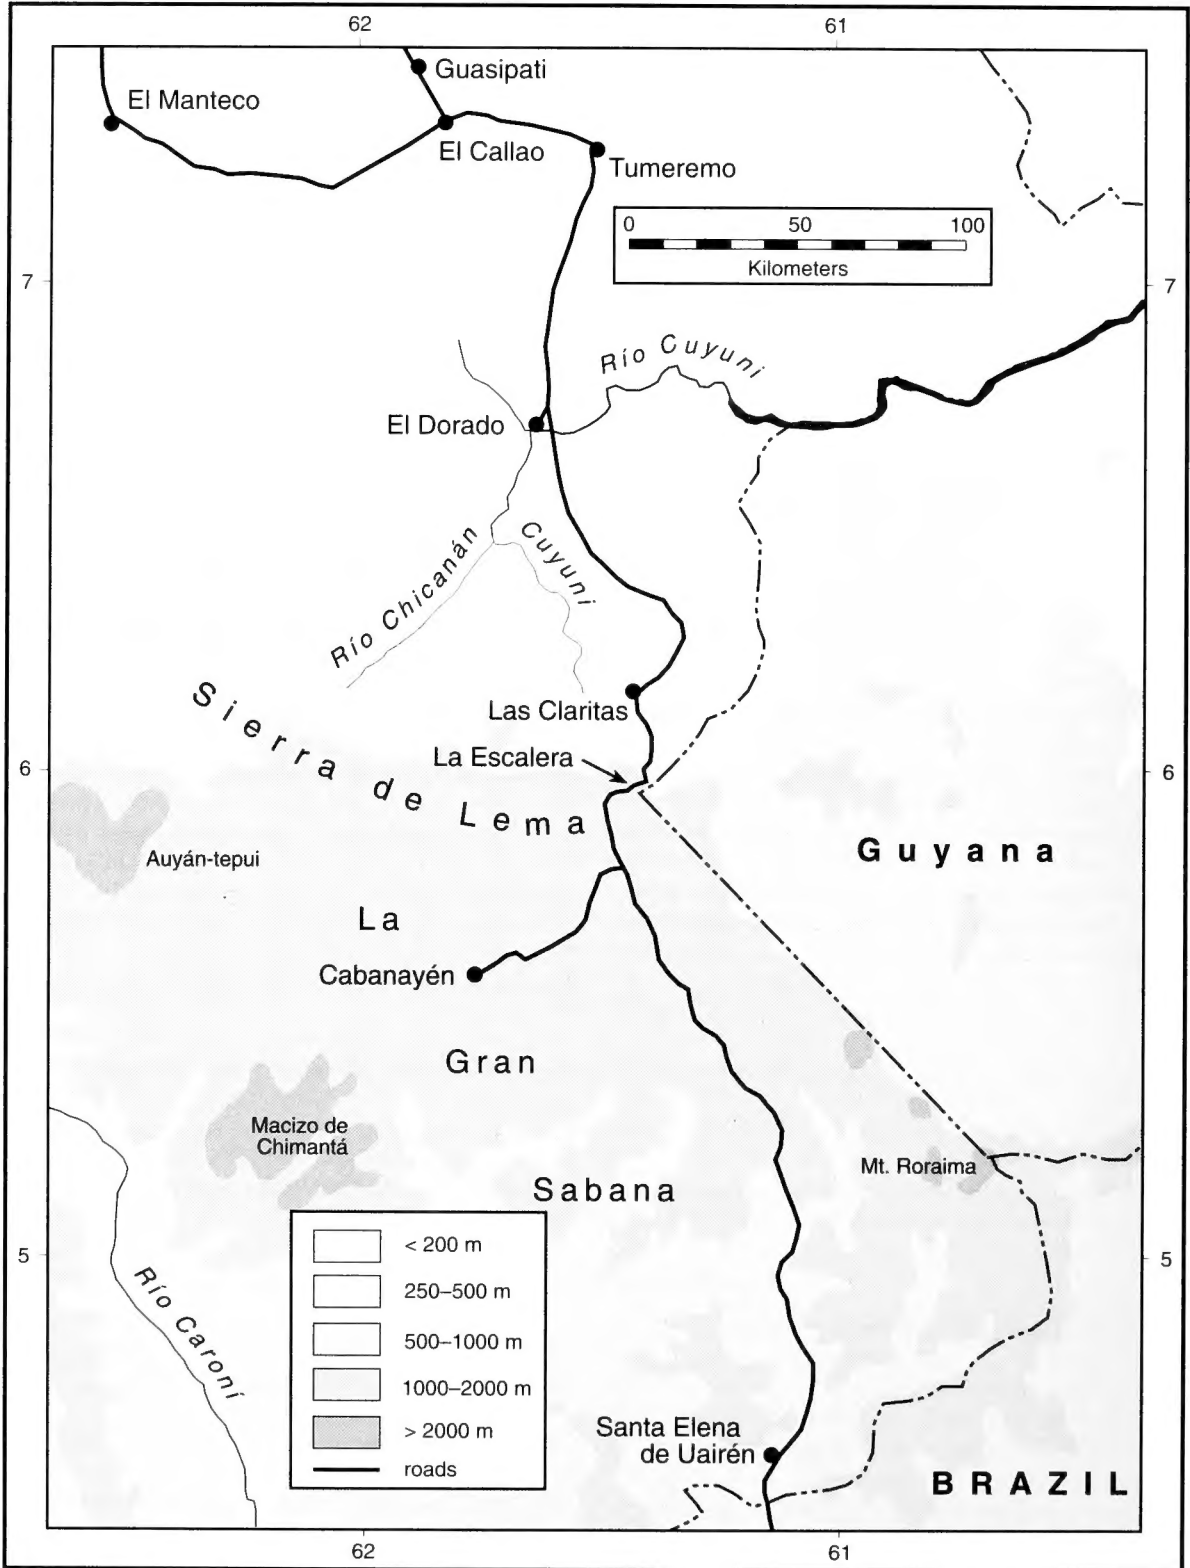 62
61
Guasipati
El Manteco
El Callao
Tumeremo
0 50 100
Kilometers
7
7
Río Cuyuni
El Dorado
Río Chicanán
Cuyuni
Las Claritas
Sierra de Lema
La Escalera
6
6
Guyana
Auyán-tepui
La
Cabanayén
Gran
Macizo de
Chimantá
Mt. Roraima
Sabana
5
5
< 200 m
250–500 m
500–1000 m
1000–2000 m
> 2000 m
roads
Río Caroní
Santa Elena
de Uairén
BRAZIL
62
61